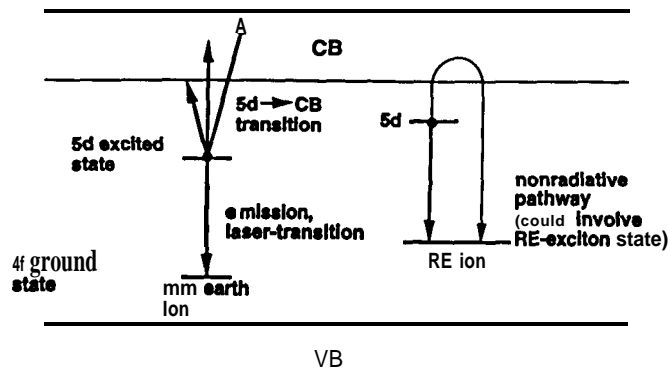 A
CB
5d→CB
transition
5d excited
state
emission,
laser-transition
4f ground
state
mm earth
Ion
5d
nonradiative
pathway
(could involve
RE-exciton state)
RE ion
VB